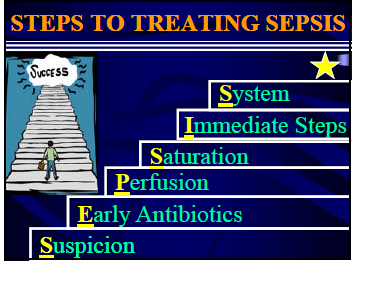 STEPS TO TREATING SEPSIS
SUCCESS
System
Immediate Steps
Saturation
Perfusion
Early Antibiotics
Suspicion